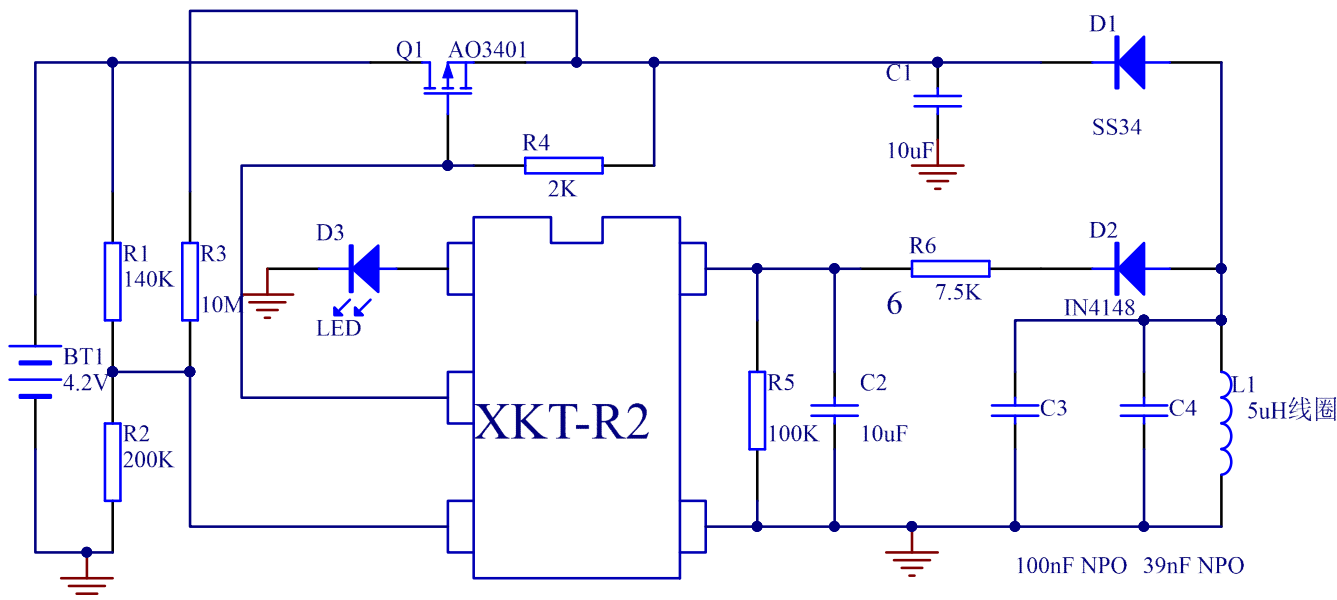 D1
Q1 AO3401
C1
SS34
R4
10uF
2K
D3
D2
R1
R3
R6
140K
7.5K
10M
6
IN4148
LED
BT1
4.2V
R5
C2
L1
XKT-R2
C3
C4
5uH线圈
R2
100K
10uF
200K
100nF NPO 39nF NPO